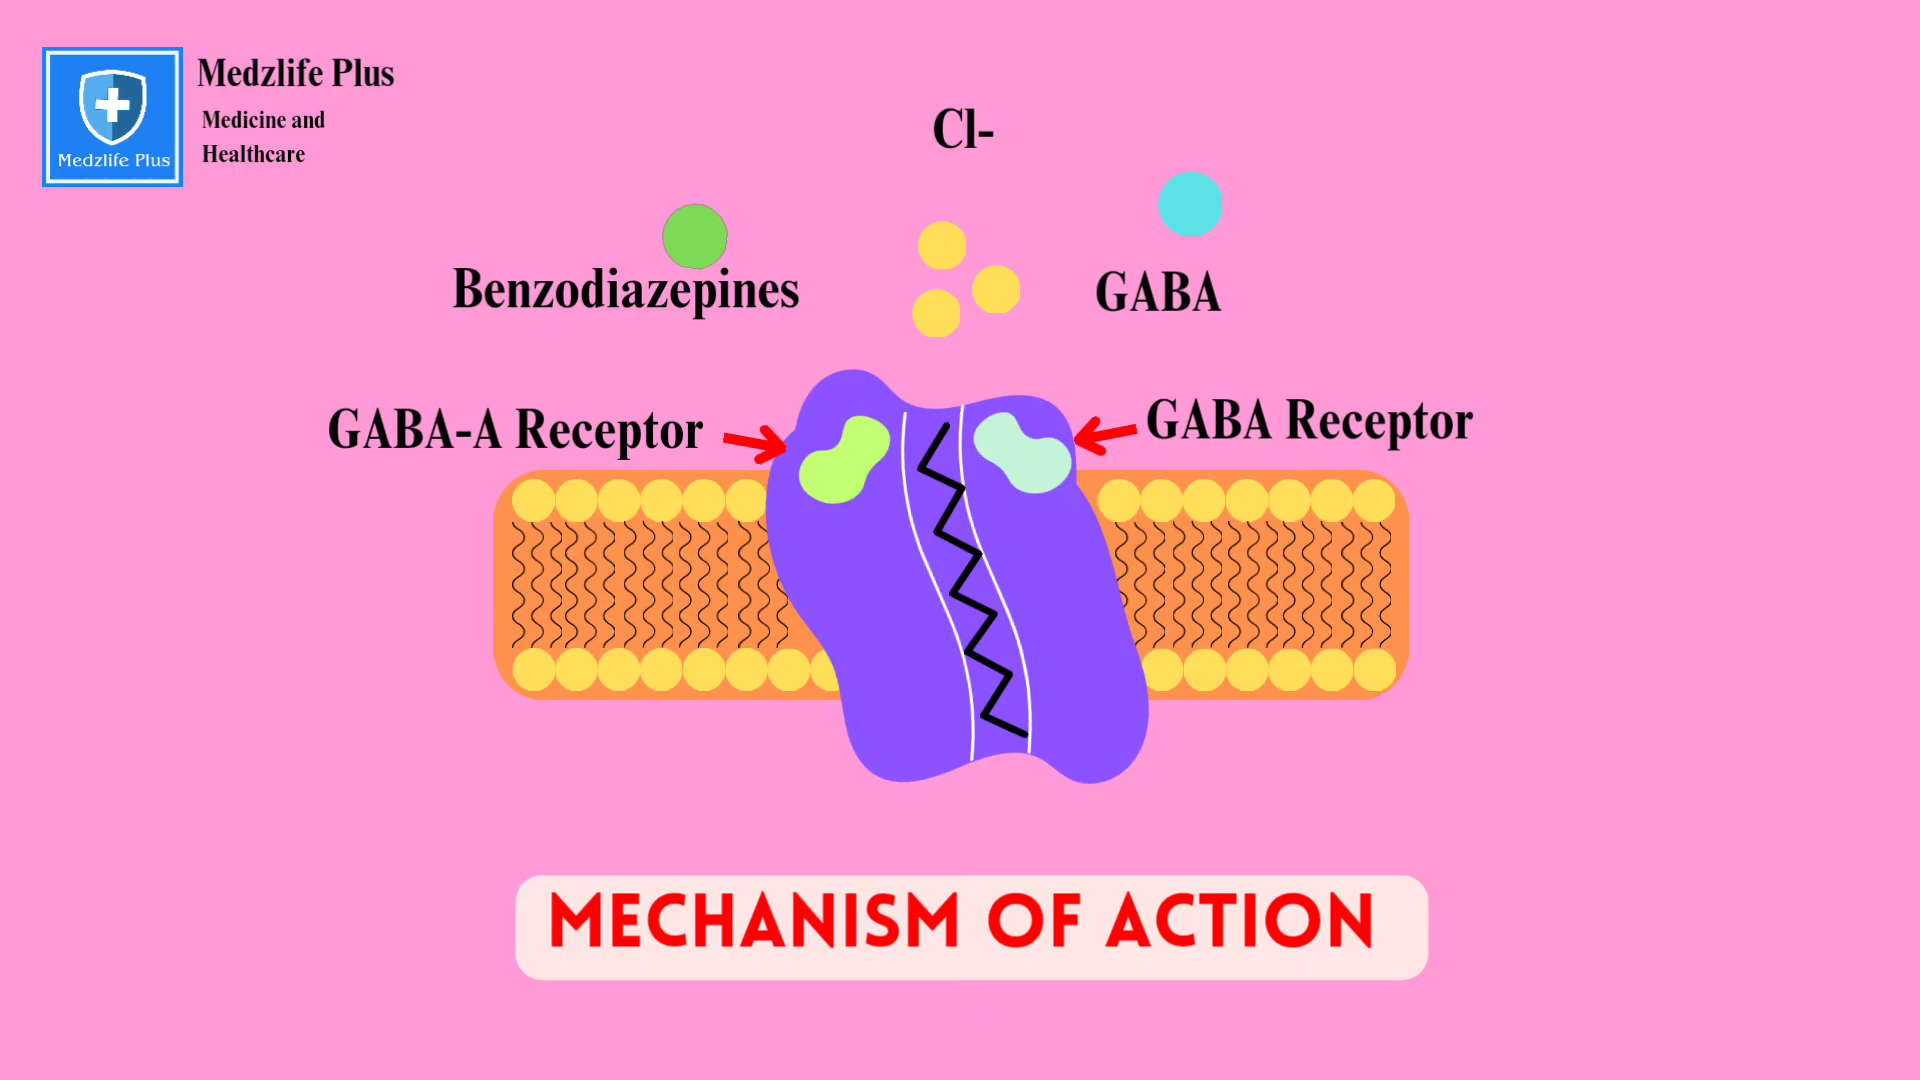 Medzlife Plus
Medicine and
Healthcare
Medzlife Plus
Cl-
Benzodiazepines
GABA
GABA-A Receptor
GABA Receptor
MECHANISM OF ACTION